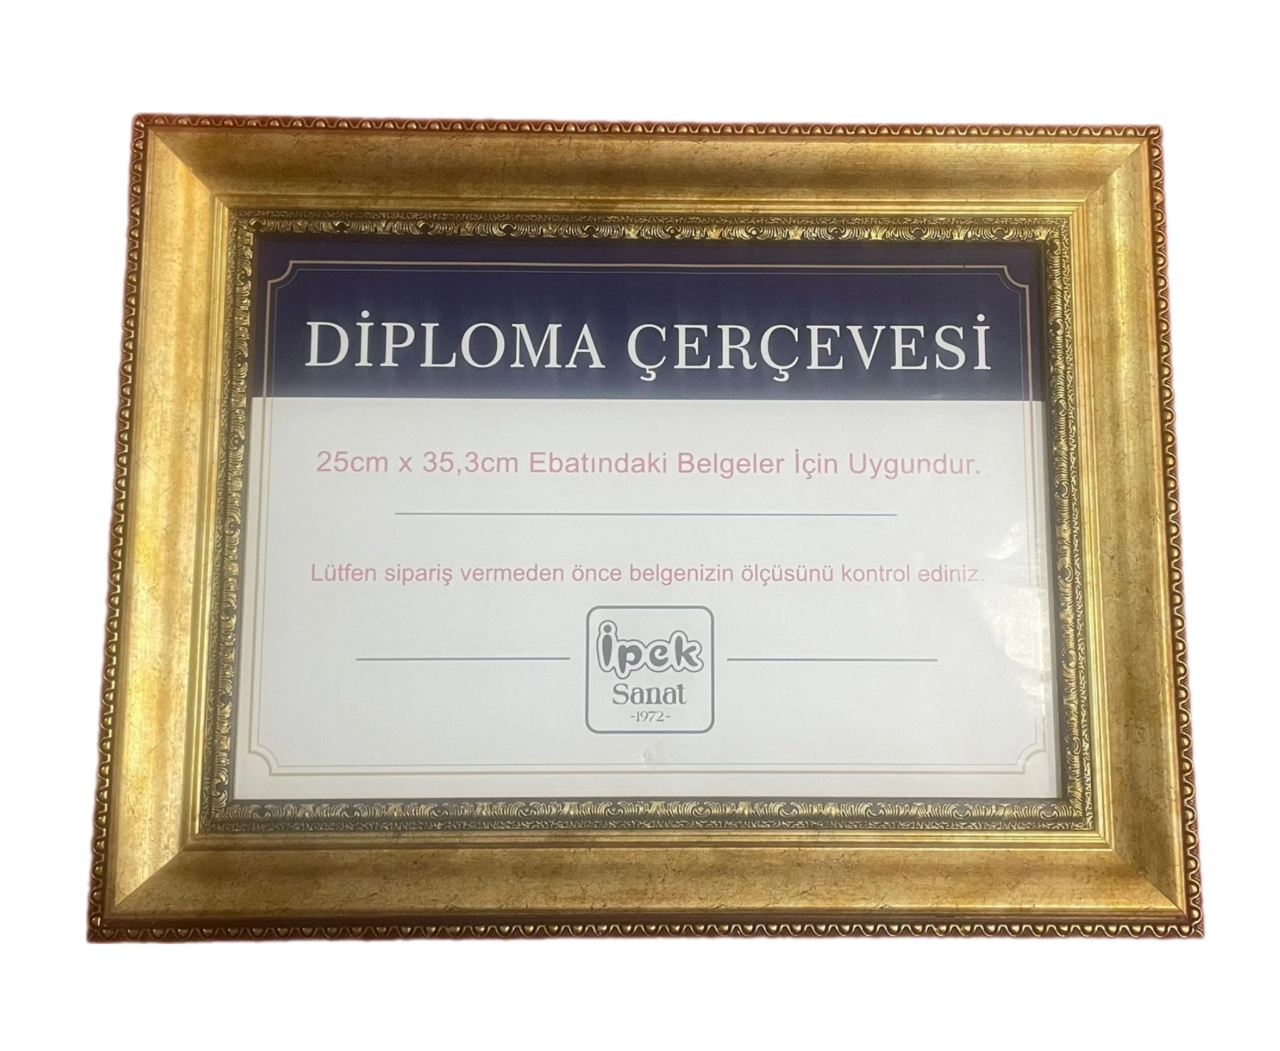 DİPLOMA ÇERÇEVESİ
25cm x 35,3cm Ebatındaki Belgeler İçin Uygundur.
Lütfen sipariş vermeden önce belgenizin ölçüsünü kontrol ediniz.
İpek
Sanat
-1972-